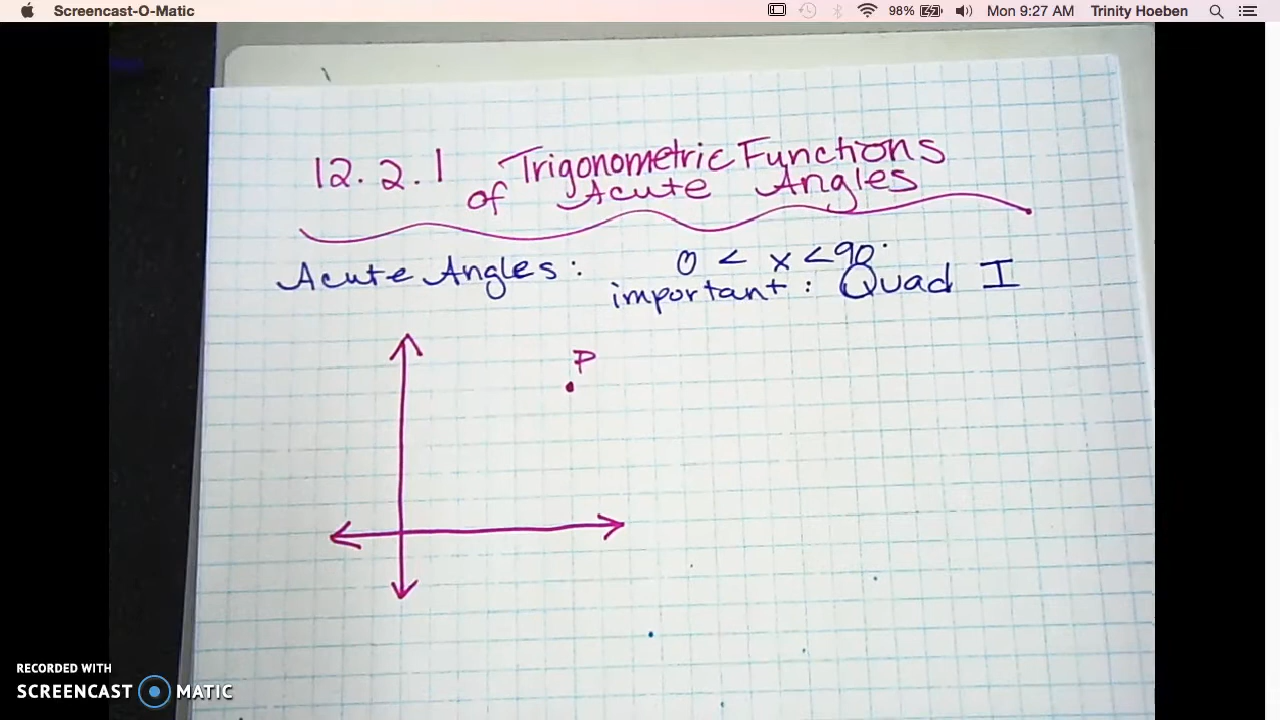 Screencast-O-Matic 98% Mon 9:27 AM Trinity Hoeben
12.2.1 Trigonometric Functions
of Acute Angles
Acute Angles: 0 < x < 90°
important: Quad I
P
RECORDED WITH
SCREENCAST MATIC